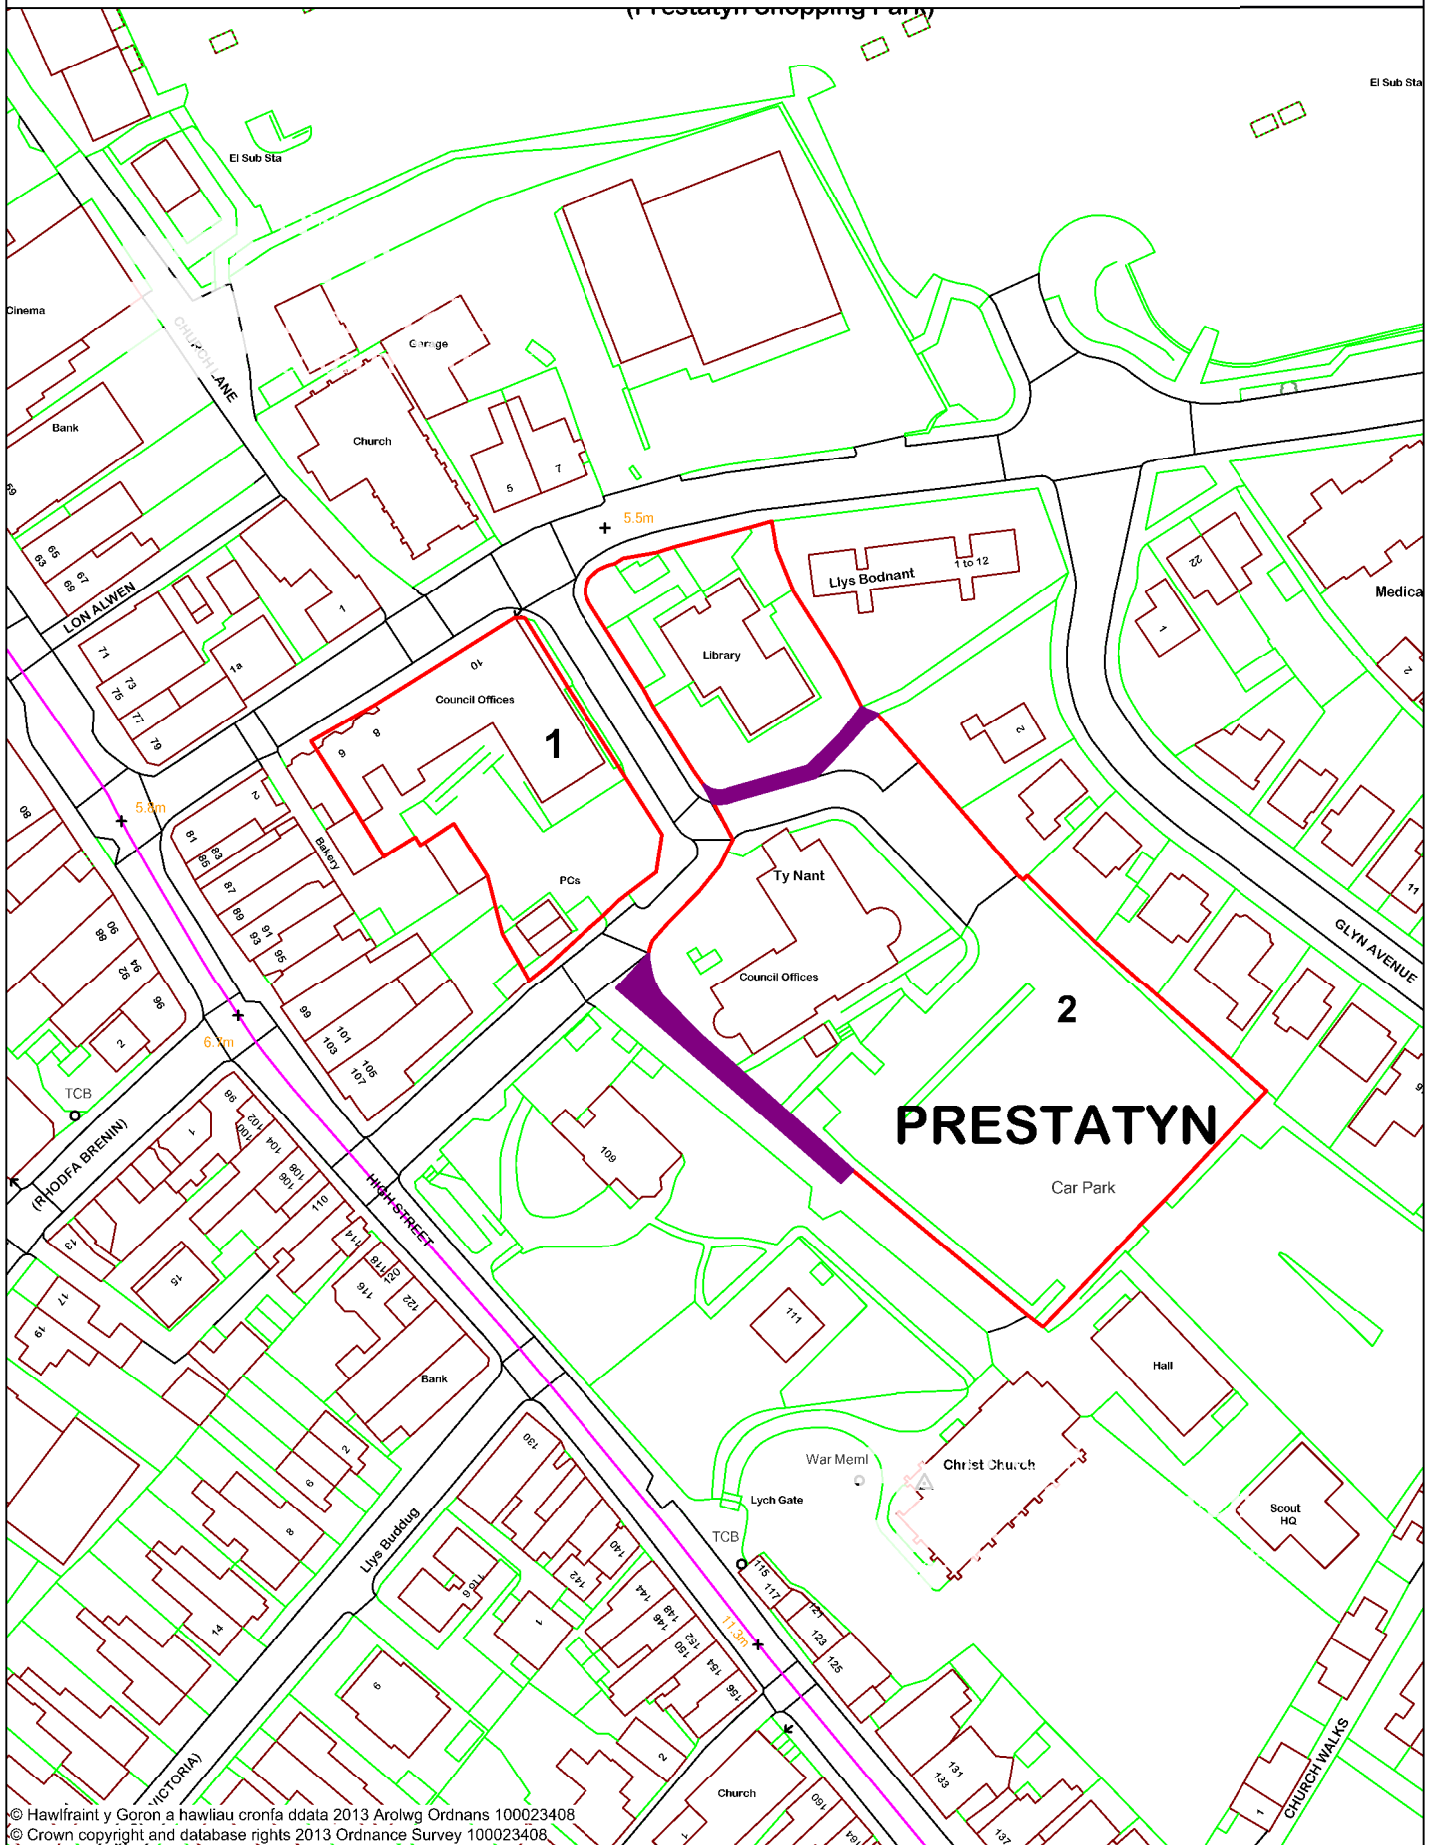 (Prestatyn Shopping Park)
El Sub Sta
El Sub Sta
Cinema
CHURCH LANE
Garage
Bank
Church
5
7
59
65
63
67
69
LON ALWEN
1
5.5m
Llys Bodnant
1 to 12
22
1
Medica
2
71
73
75
77
79
1a
Library
10
Council Offices
8
6
1
2
80
5.8m
2
81
83
85
87
89
91
93
95
Bakery
PCs
Ty Nant
Council Offices
11
GLYN AVENUE
90
88
94
92
96
2
99
101
103
105
107
2
6.7m
TCB
PRESTATYN
Car Park
98
102
100
104
108
106
110
1
(RHODFA BRENIN)
109
HIGH STREET
13
15
17
19
114
118
120
116
122
111
Bank
Hall
130
2
6
8
14
War Meml
Christ Church
Lych Gate
Scout
HQ
TCB
Llys Buddug
1 to 6
1
140
142
144
148
146
152
150
154
156
115
117
121
123
125
11.3m
6
2
VICTORIA)
Church
160
164
131
133
137
1
CHURCH WALKS
© Hawlfraint y Goron a hawliau cronfa ddata 2013 Arolwg Ordnans 100023408
© Crown copyright and database rights 2013 Ordnance Survey 100023408